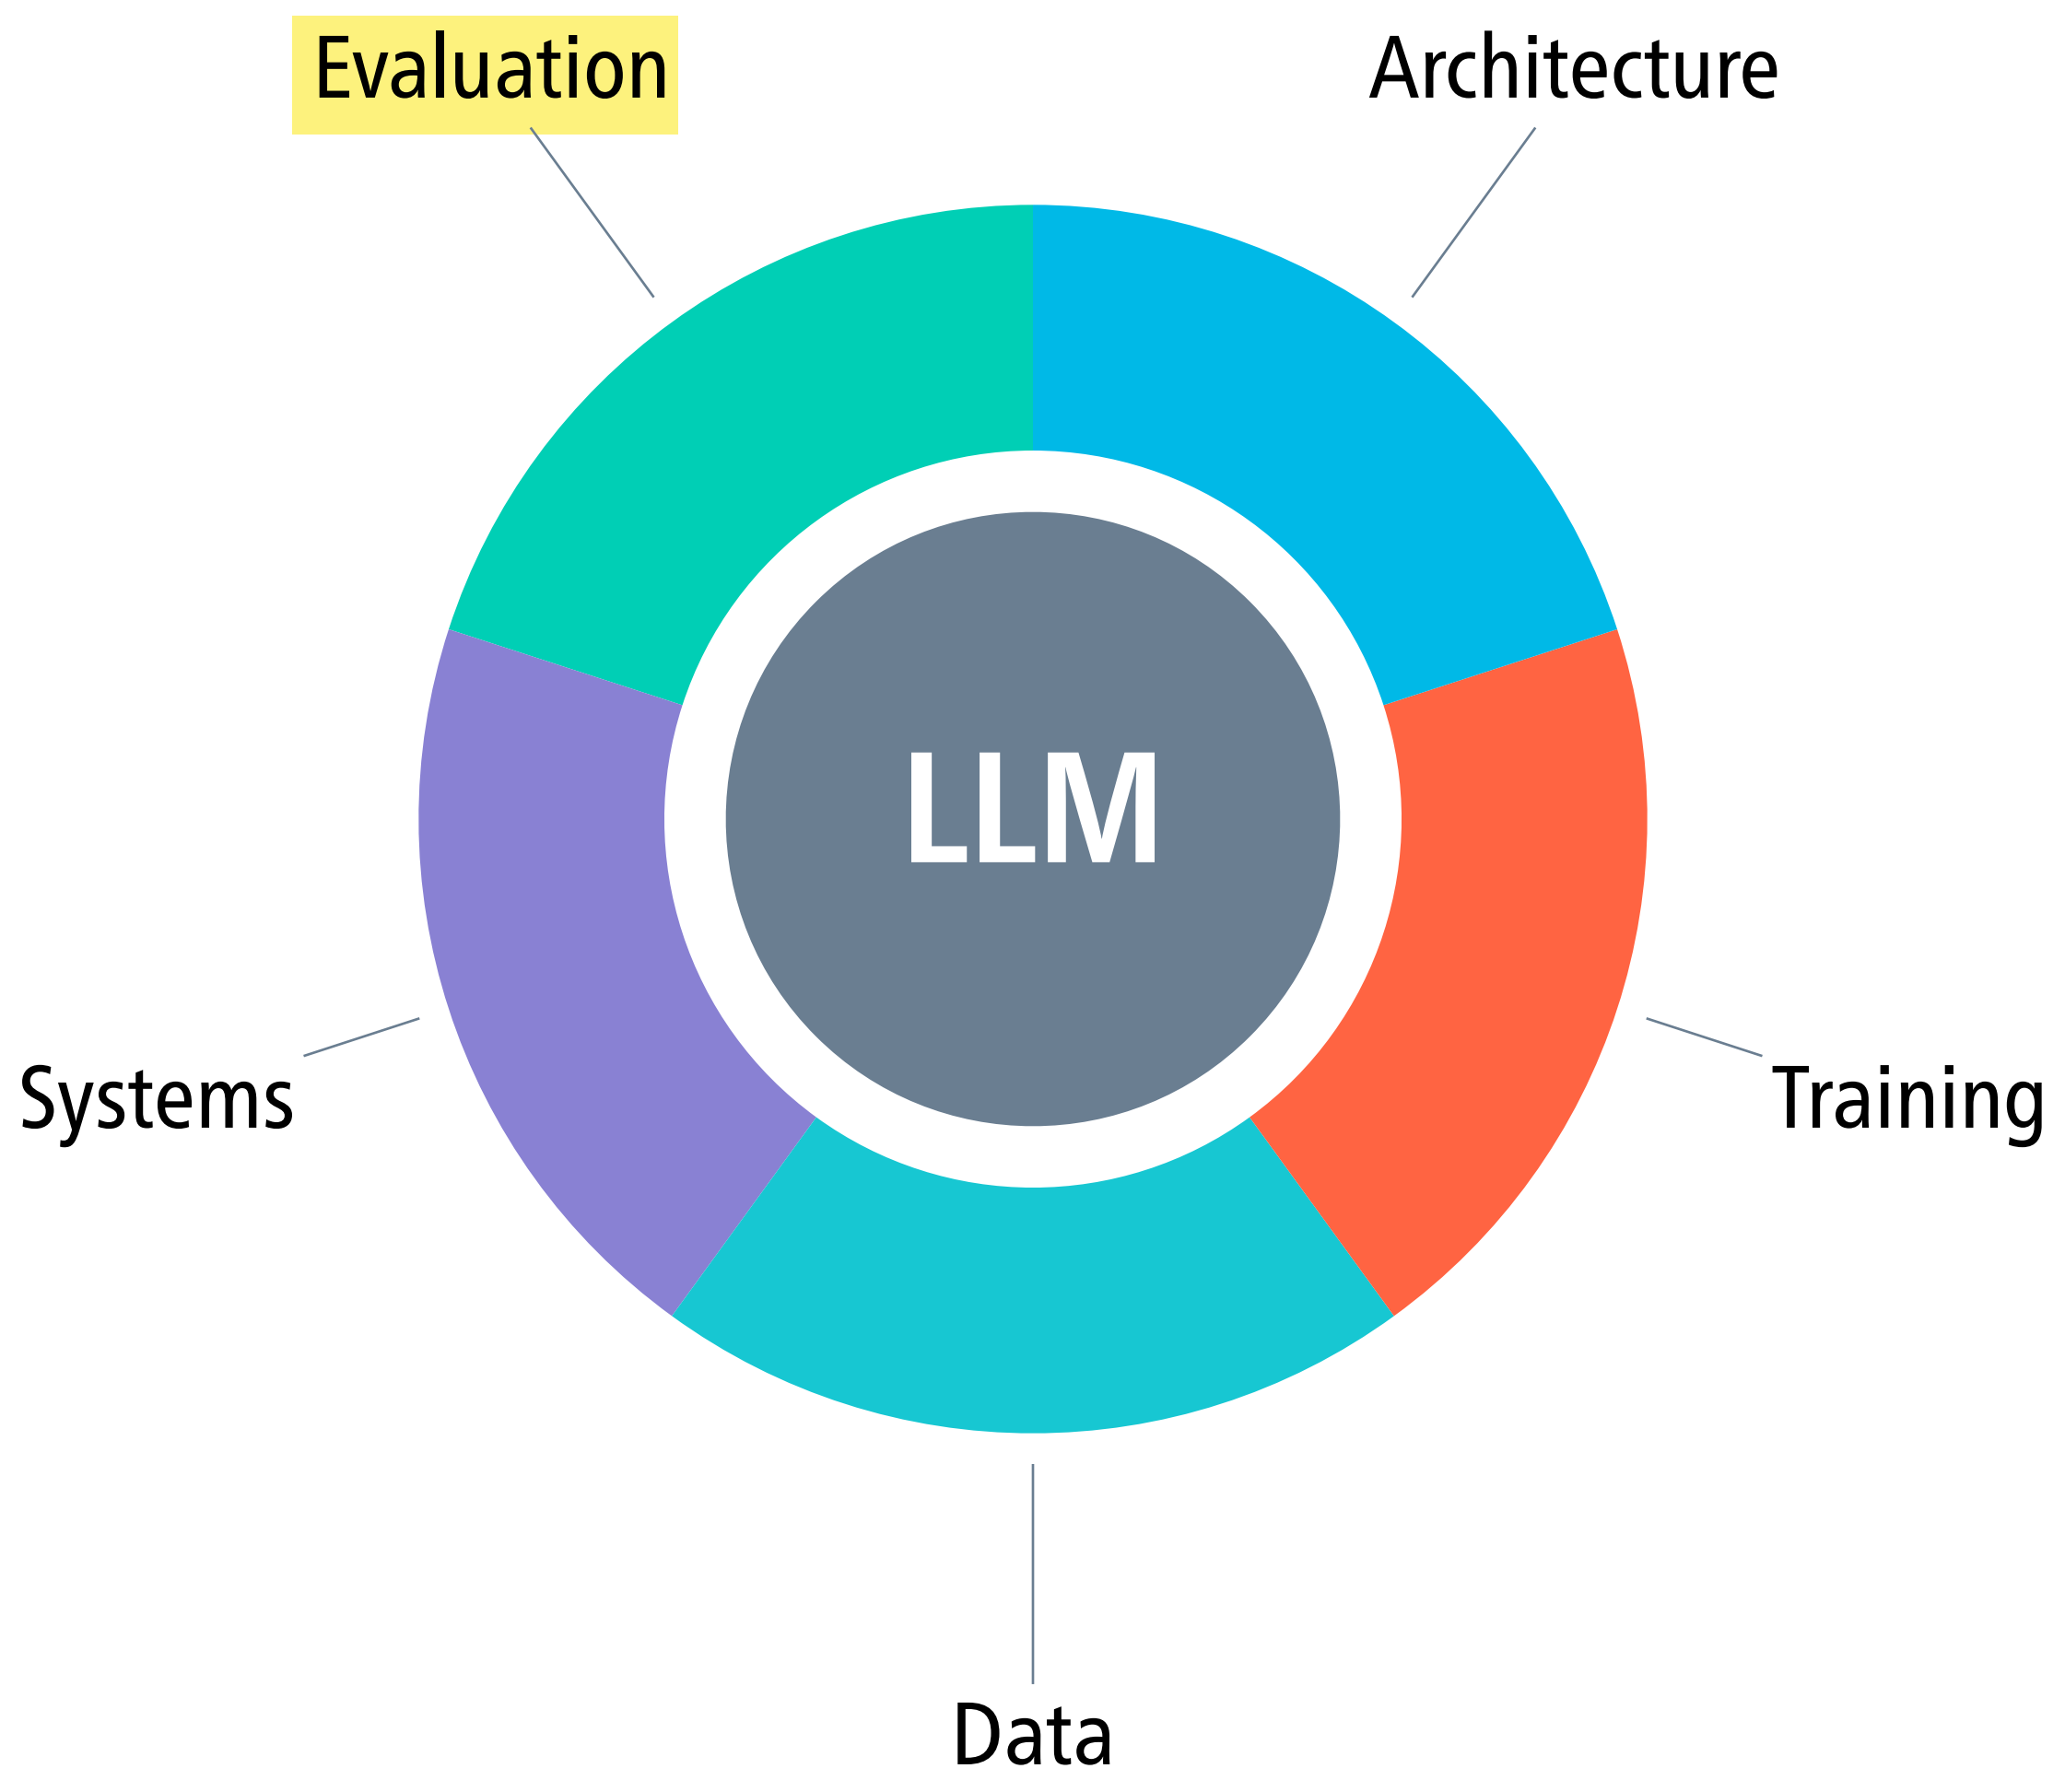 Evaluation
Architecture
LLM
Systems
Training
Data